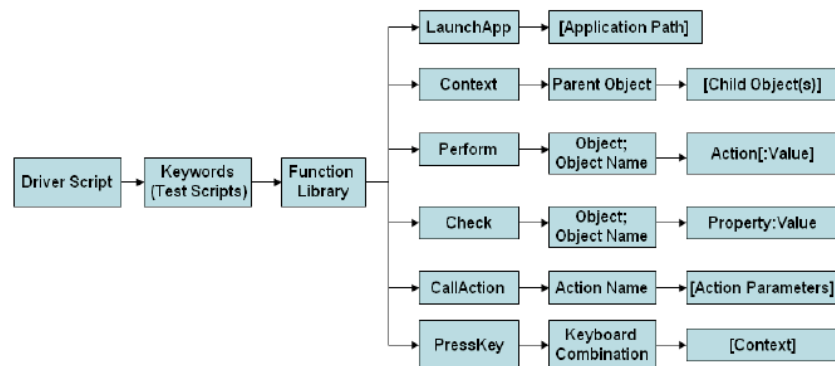 Driver Script
Keywords
(Test Scripts)
Function
Library
LaunchApp
[Application Path]
Context
Parent Object
[Child Object(s)]
Perform
Object;
Object Name
Action[:Value]
Check
Object;
Object Name
Property:Value
CallAction
Action Name
[Action Parameters]
PressKey
Keyboard
Combination
[Context]